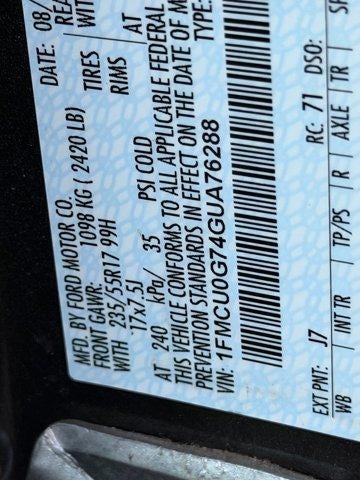 MFD. BY FORD MOTOR CO.
DATE: 08/
FRONT GAWR:
1098 KG ( 2420 LB)
WITH
235/55R17 99H
TIRES
17x7.5J
RIMS
AT 240 kPa/ 35 PSI COLD
AT
THIS VEHICLE CONFORMS TO ALL APPLICABLE FEDERAL
PREVENTION STANDARDS IN EFFECT ON THE DATE OF M
VIN: 1FMCU0G74GUA76288
TYPE:
EXT PNT: J7
RC: 71
DSO:
WB
INT TR
TP/PS
R
AXLE
TR